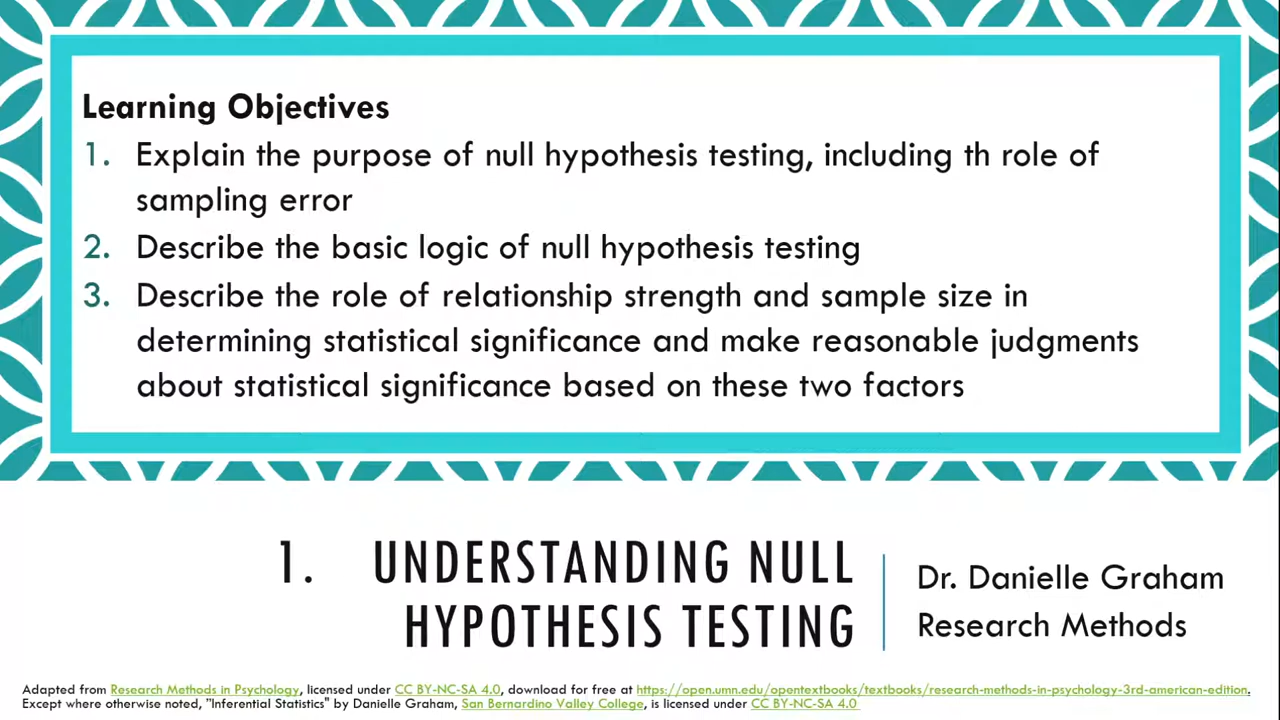 Learning Objectives
1. Explain the purpose of null hypothesis testing, including th role of
sampling error
2. Describe the basic logic of null hypothesis testing
3. Describe the role of relationship strength and sample size in
determining statistical significance and make reasonable judgments
about statistical significance based on these two factors
1. UNDERSTANDING NULL
HYPOTHESIS TESTING
Dr. Danielle Graham
Research Methods
Adapted from Research Methods in Psychology, licensed under CC BY-NC-SA 4.0, download for free at https://open.umn.edu/opentextbooks/textbooks/research-methods-in-psychology-3rd-american-edition.
Except where otherwise noted, "Inferential Statistics" by Danielle Graham, San Bernardino Valley College, is licensed under CC BY-NC-SA 4.0